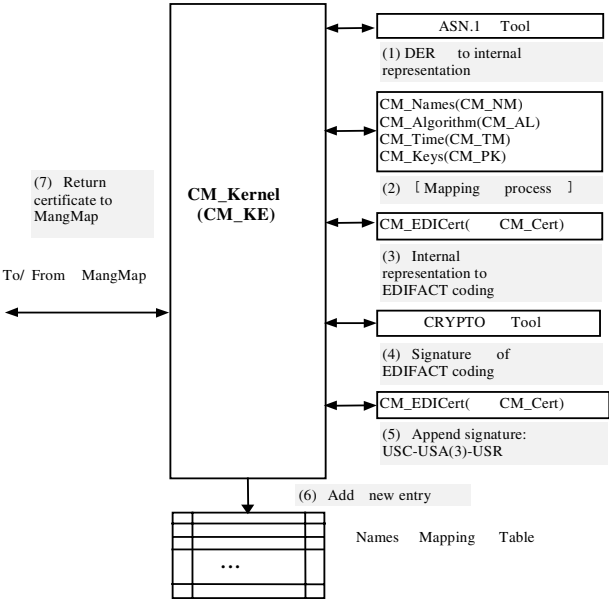 ASN.1 Tool
(1) DER to internal
representation
CM_Names(CM_NM)
CM_Algorithm(CM_AL)
CM_Time(CM_TM)
CM_Keys(CM_PK)
(2) [ Mapping process ]
(7) Return
certificate to
MangMap
CM_Kernel
(CM_KE)
CM_EDICert( CM_Cert)
(3) Internal
representation to
EDIFACT coding
To/ From MangMap
CRYPTO Tool
(4) Signature of
EDIFACT coding
CM_EDICert( CM_Cert)
(5) Append signature:
USC-USA(3)-USR
(6) Add new entry
Names Mapping Table
...